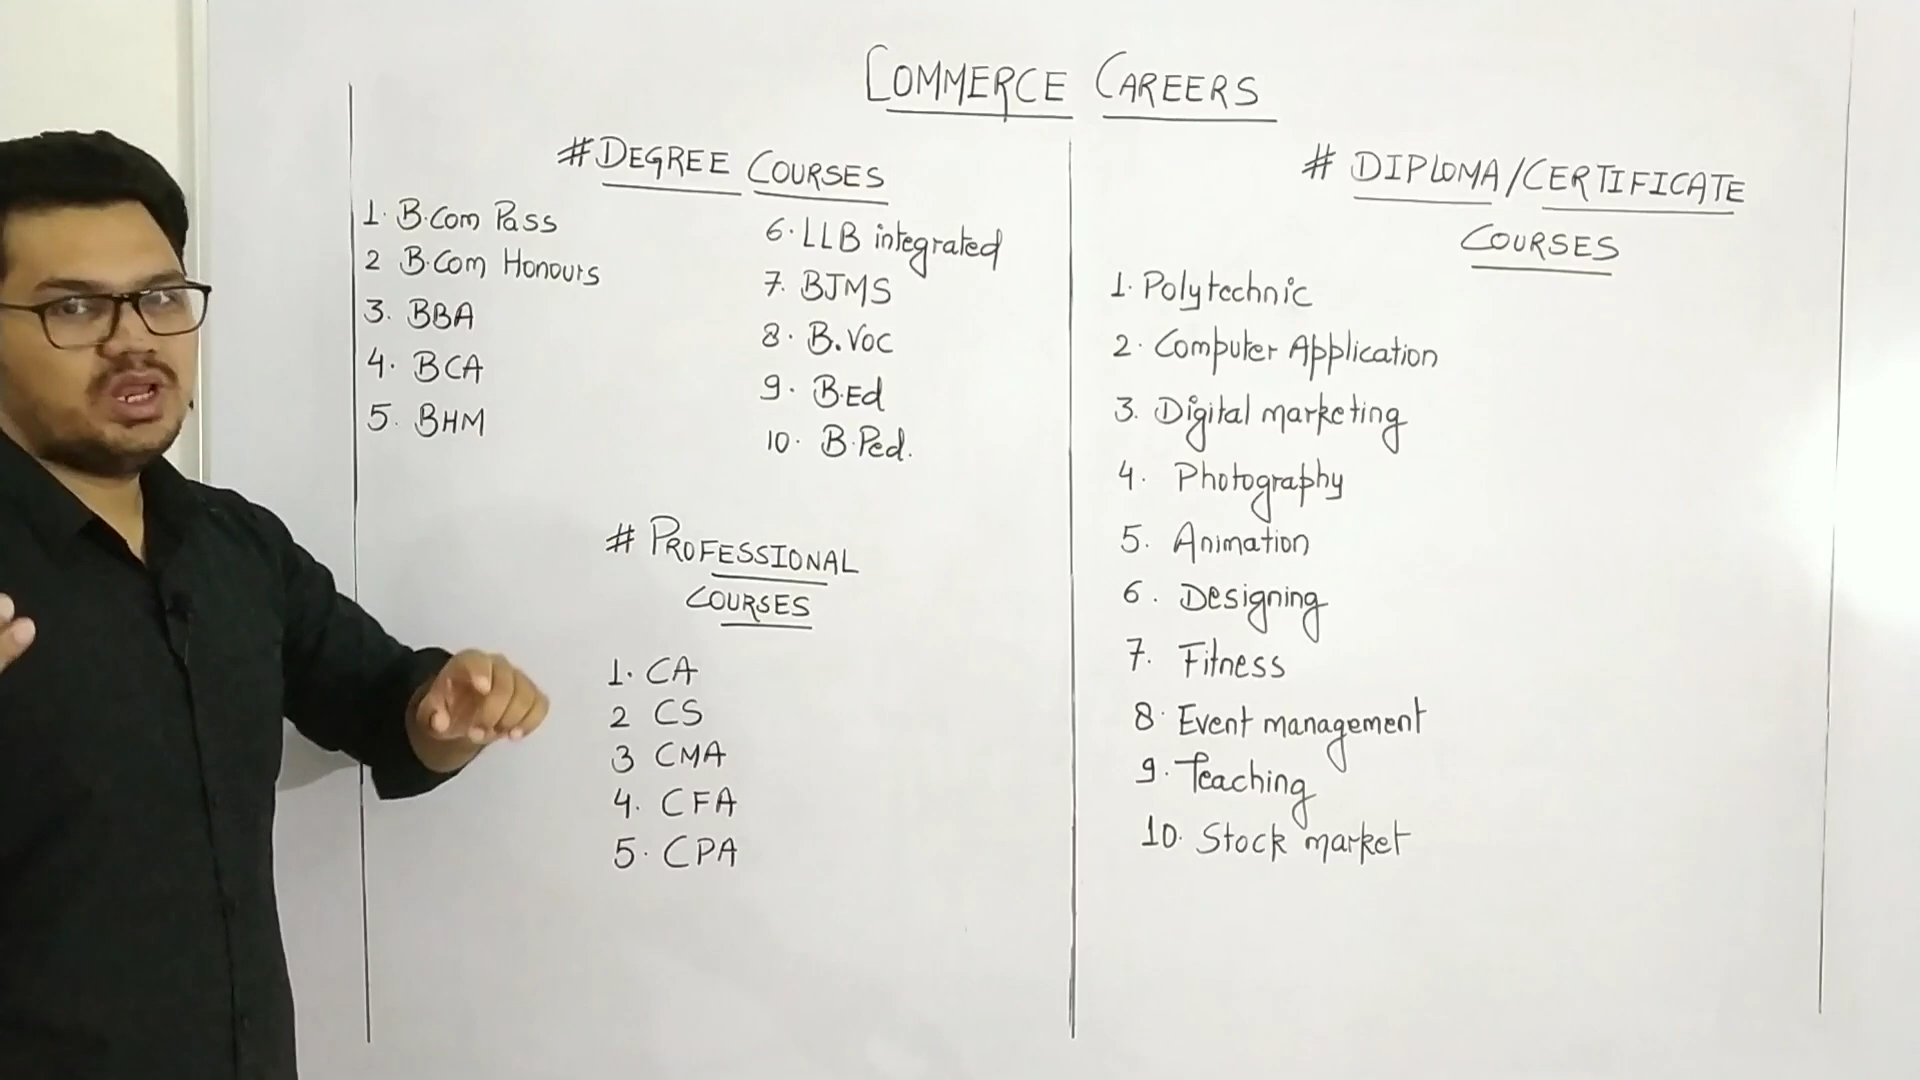 COMMERCE CAREERS
# DEGREE COURSES
1. B.Com Pass
2 B.Com Honours
3. BBA
4. BCA
5. BHM
6. LLB integrated
7. BJMS
8. B.Voc
9. B.Ed
10. B.Ped.
# PROFESSIONAL
COURSES
1. CA
2 CS
3 CMA
4. CFA
5. CPA
# DIPLOMA/CERTIFICATE
COURSES
1. Polytechnic
2. Computer Application
3. Digital marketing
4. Photography
5. Animation
6. Designing
7. Fitness
8. Event management
9. Teaching
10. Stock market